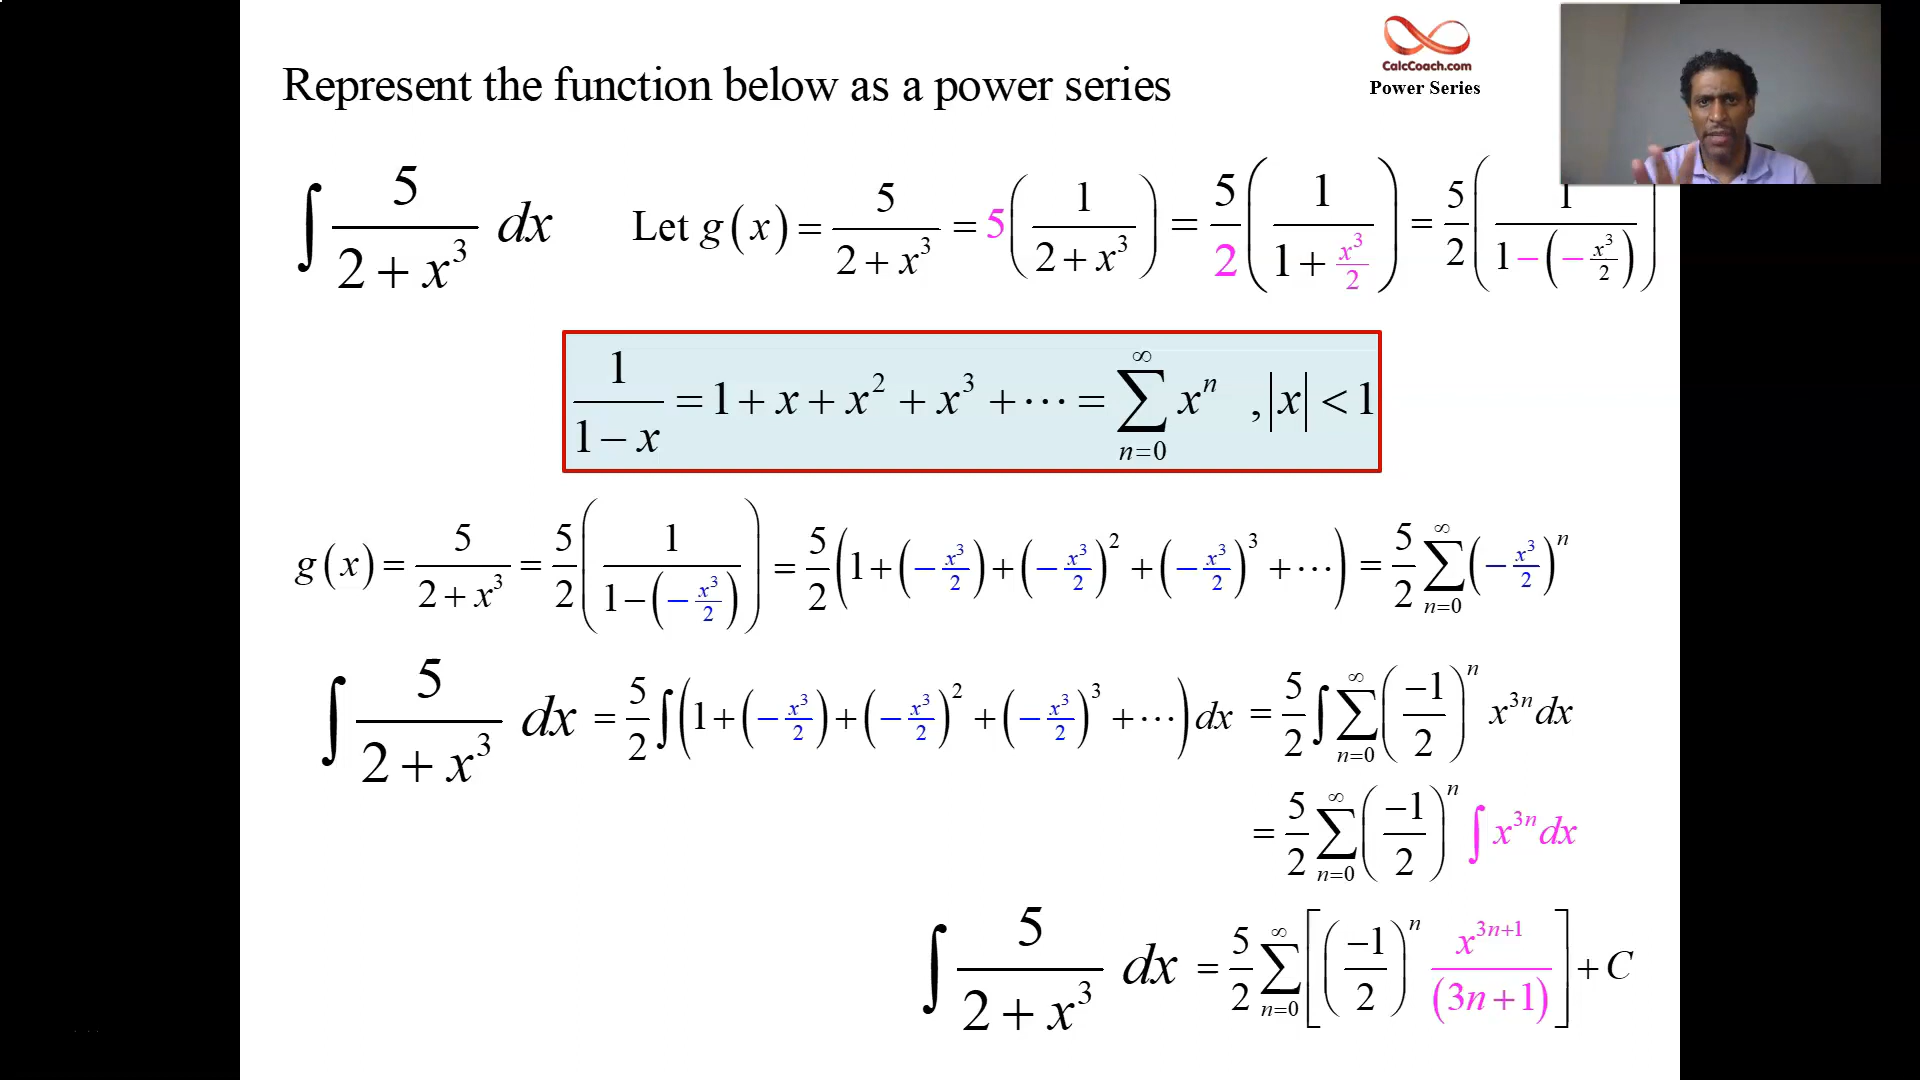 CalcCoach.com
Power Series
Represent the function below as a power series
∫ 5/(2 + x³) dx
Let g(x) = 5/(2 + x³) = 5(1/(2 + x³)) = 5/2(1/(1 + x³/2)) = 5/2(1/(1 − (−x³/2)))
1/(1 − x) = 1 + x + x² + x³ + ⋯ = ∑_{n=0}^{∞} xⁿ , |x| < 1
g(x) = 5/(2 + x³) = 5/2(1/(1 − (−x³/2))) = 5/2(1 + (−x³/2) + (−x³/2)² + (−x³/2)³ + ⋯) = 5/2 ∑_{n=0}^{∞} (−x³/2)ⁿ
∫ 5/(2 + x³) dx = 5/2 ∫(1 + (−x³/2) + (−x³/2)² + (−x³/2)³ + ⋯)dx = 5/2 ∫ ∑_{n=0}^{∞} (−1/2)ⁿ x³ⁿ dx
= 5/2 ∑_{n=0}^{∞} (−1/2)ⁿ ∫ x³ⁿ dx
∫ 5/(2 + x³) dx = 5/2 ∑_{n=0}^{∞} [(−1/2)ⁿ x³ⁿ⁺¹/(3n + 1)] + C